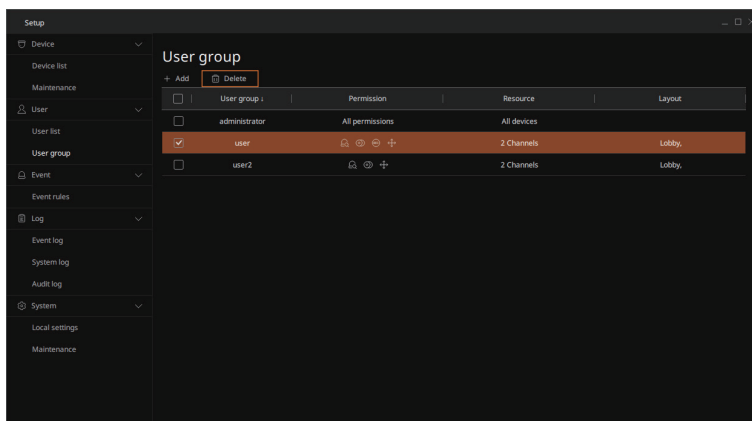 Setup
Device
Device list
Maintenance
User
User list
User group
Event
Event rules
Log
Event log
System log
Audit log
System
Local settings
Maintenance
User group
+ Add Delete
User group ↓ Permission Resource Layout
administrator All permissions All devices
user 2 Channels Lobby,
user2 2 Channels Lobby,